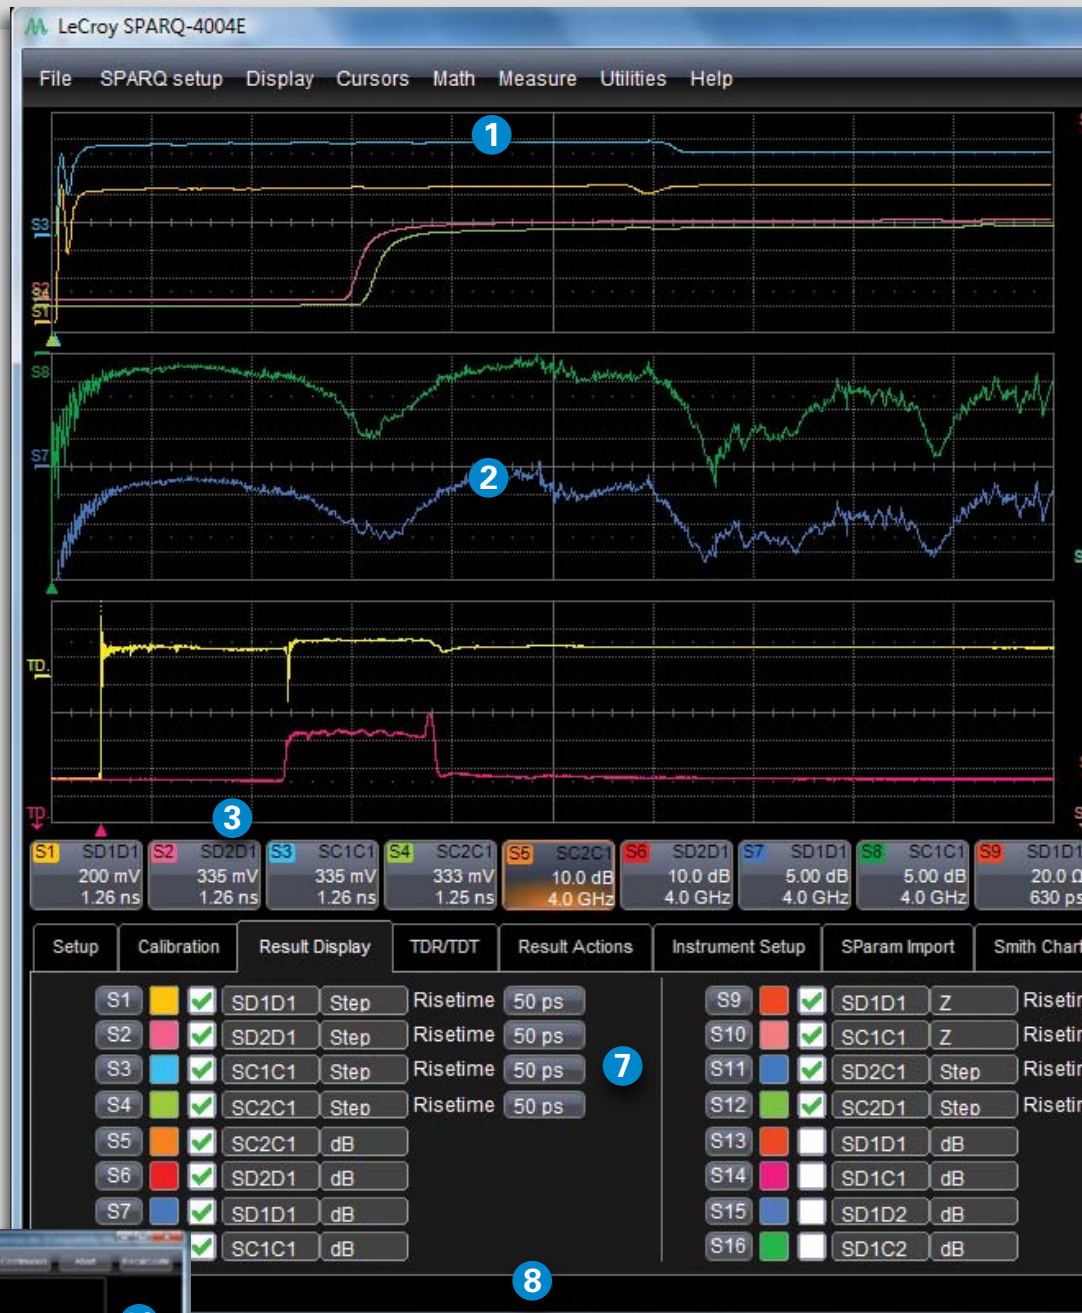 LeCroy SPARQ-4004E
File SPARQ setup Display Cursors Math Measure Utilities Help
1
S3
S2
S4
S1
S8
S7
2
TD.
TD.
3
S1 SD1D1 S2 SD2D1 S3 SC1C1 S4 SC2C1 S5 SC2C1 S6 SD2D1 S7 SD1D1 S8 SC1C1 S9 SD1D1
200 mV 335 mV 335 mV 333 mV 10.0 dB 10.0 dB 5.00 dB 5.00 dB 20.0 Ω
1.26 ns 1.26 ns 1.26 ns 1.25 ns 4.0 GHz 4.0 GHz 4.0 GHz 4.0 GHz 630 ps
Setup Calibration Result Display TDR/TDT Result Actions Instrument Setup SParam Import Smith Chart
S1 SD1D1 Step Risetime 50 ps S9 SD1D1 Z Risetim
S2 SD2D1 Step Risetime 50 ps S10 SC1C1 Z Risetim
S3 SC1C1 Step Risetime 50 ps 7 S11 SD2C1 Step Risetim
S4 SC2C1 Step Risetime 50 ps S12 SC2D1 Step Risetim
S5 SC2C1 dB S13 SD1D1 dB
S6 SD2D1 dB S14 SD1C1 dB
S7 SD1D1 dB S15 SD1D2 dB
SC1C1 dB S16 SD1C2 dB
Continuous Abort
8